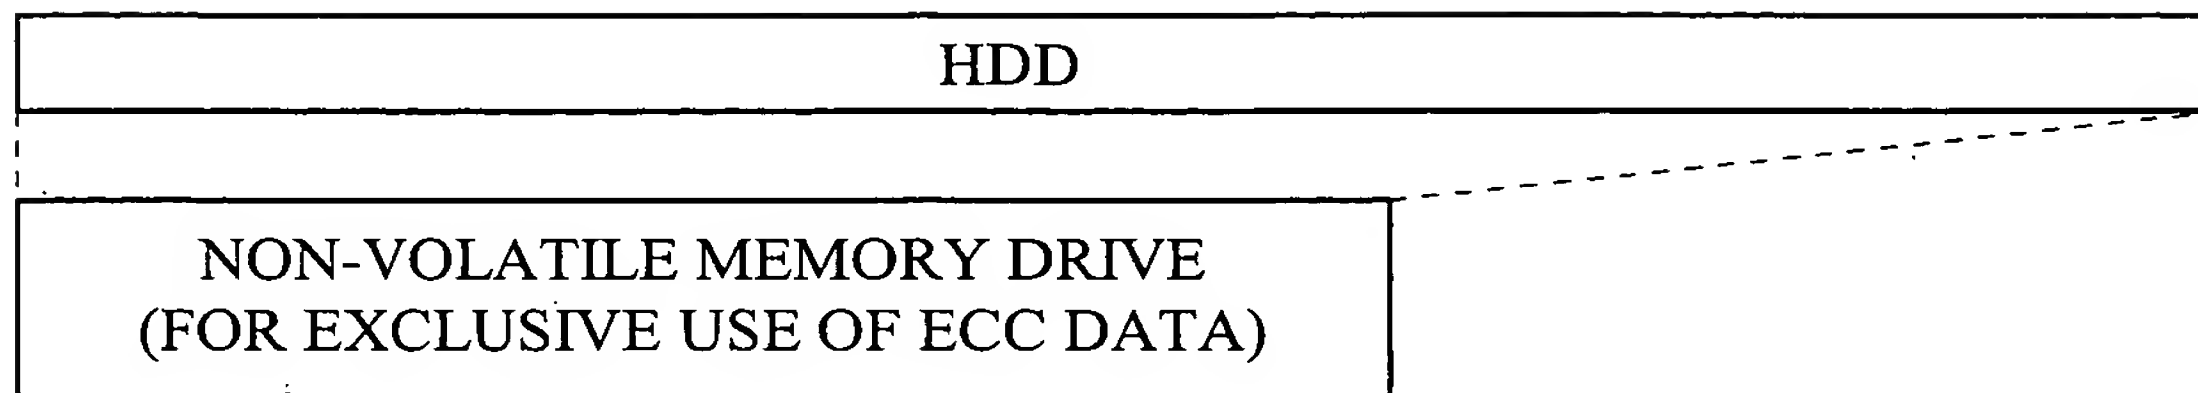 HDD
NON-VOLATILE MEMORY DRIVE
(FOR EXCLUSIVE USE OF ECC DATA)